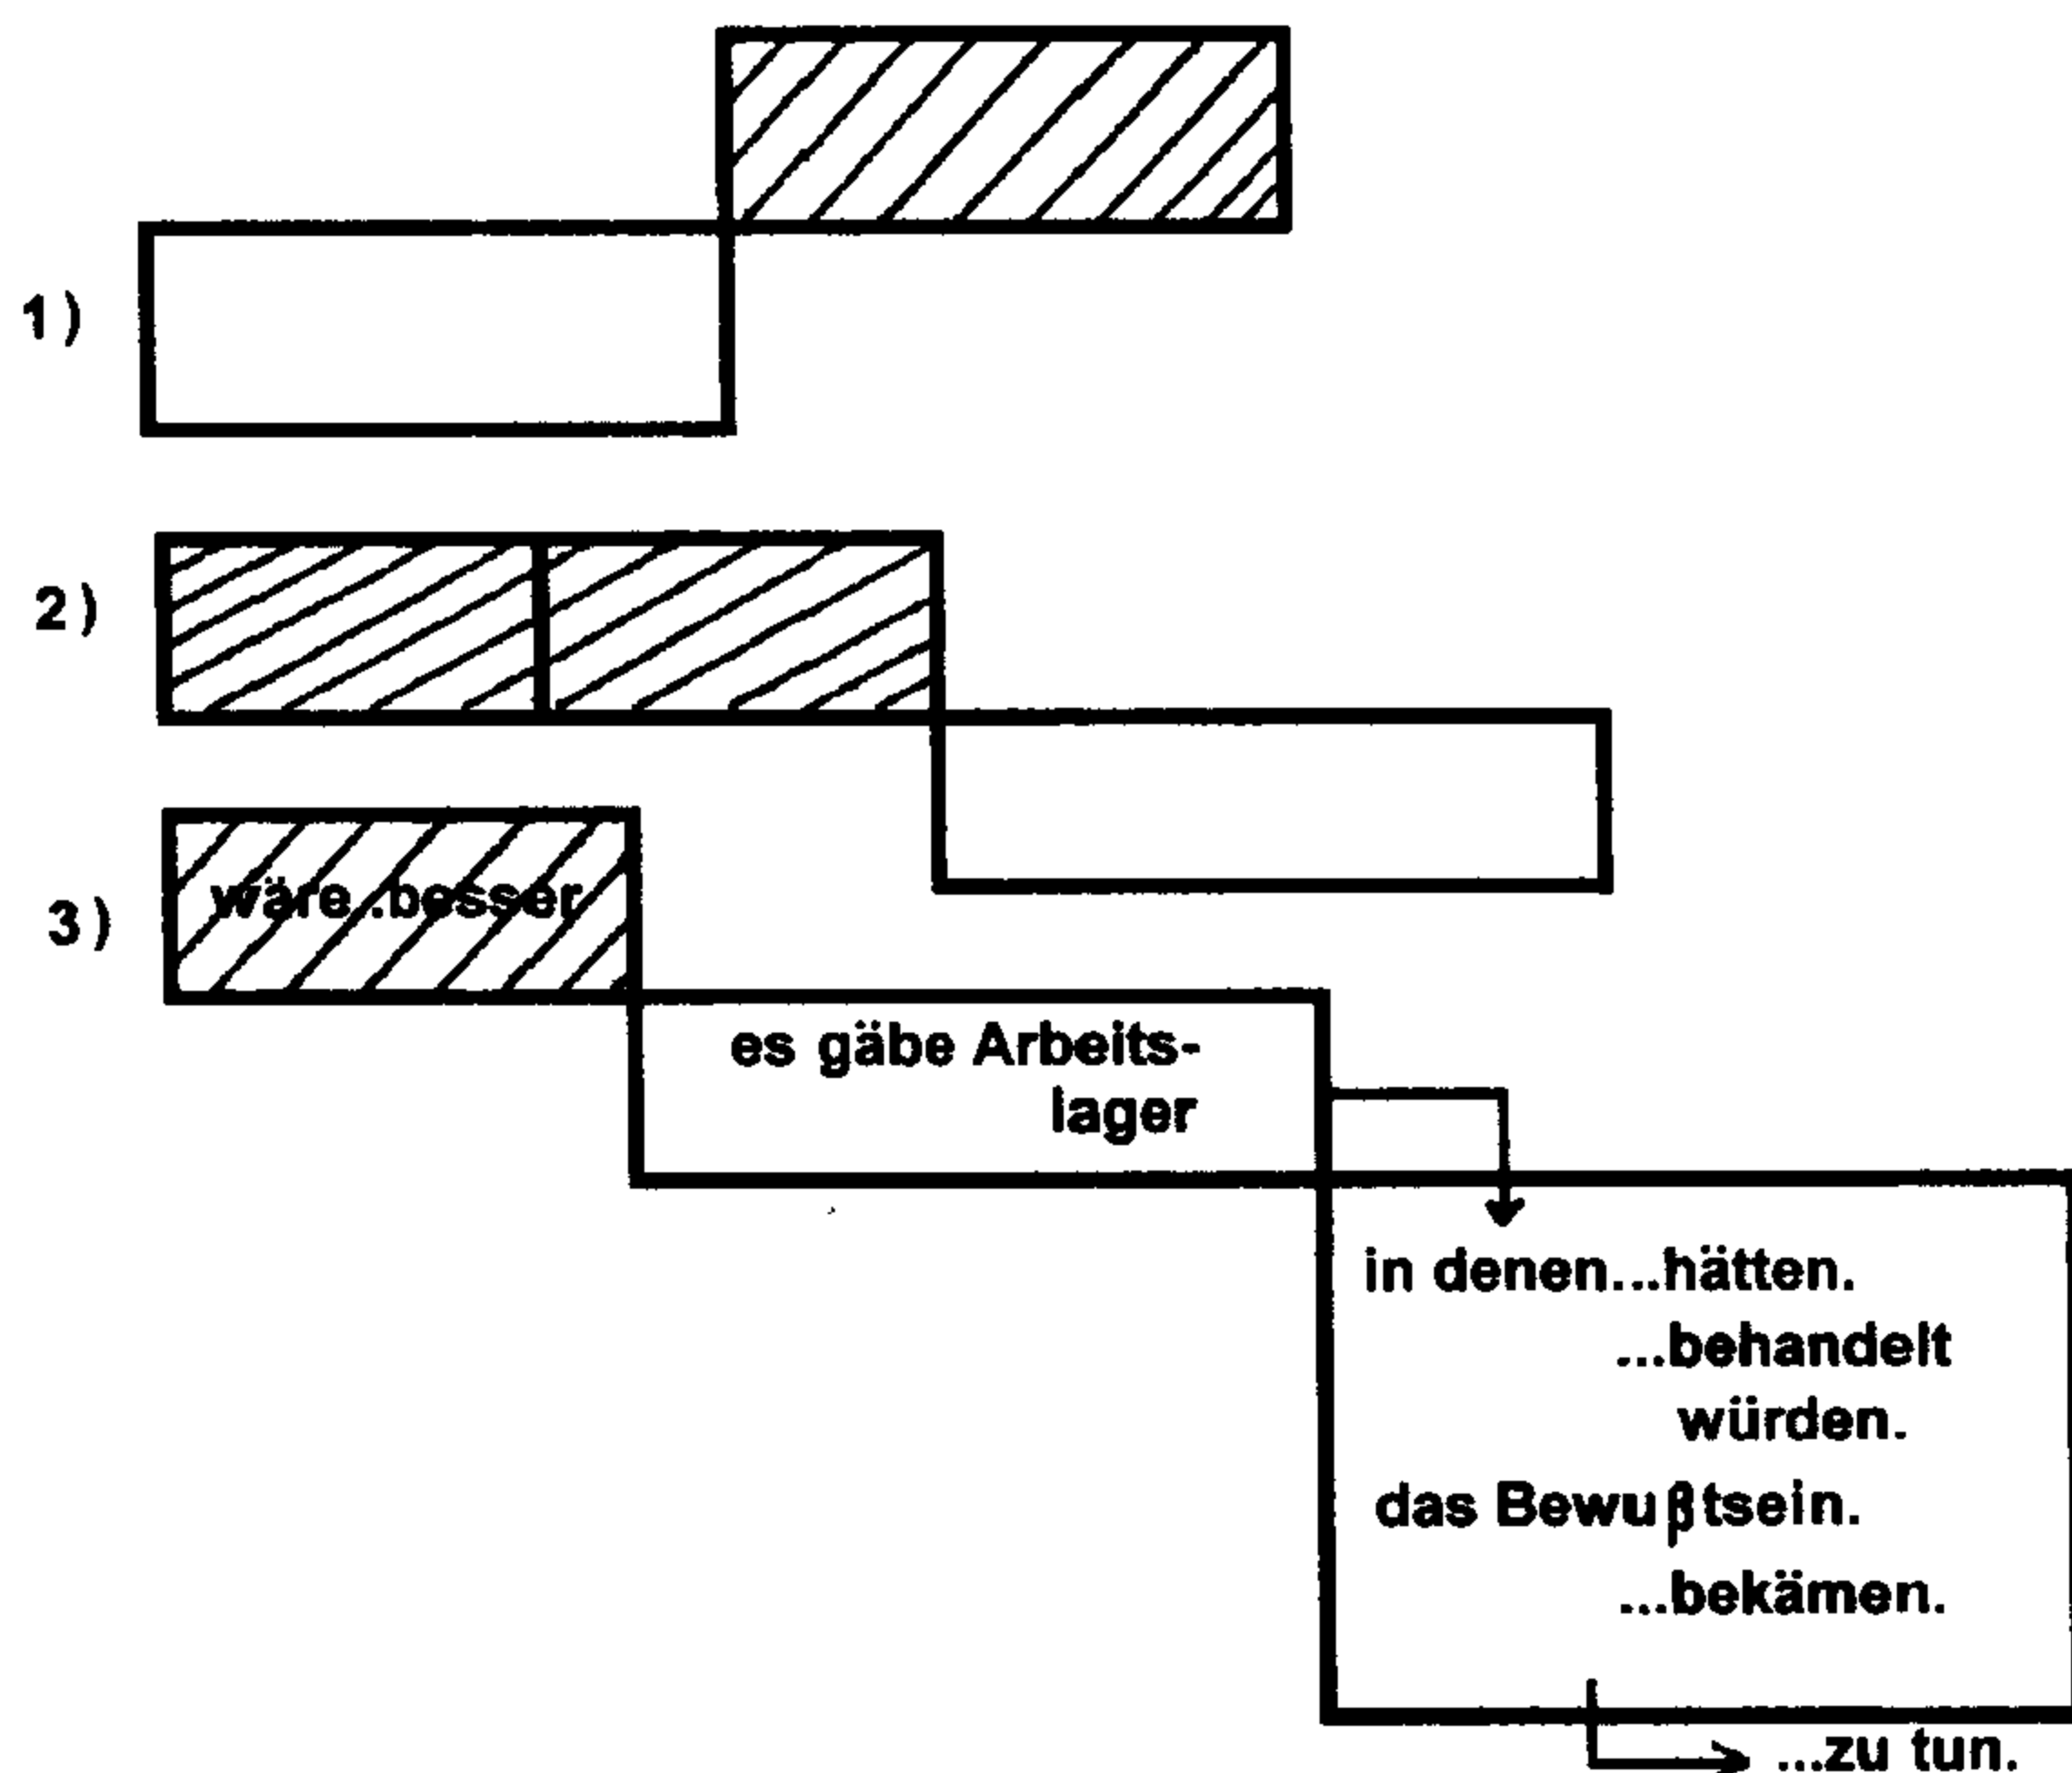 1)
2)
3)
wäre..besser
es gäbe Arbeits-
lager
in denen...hätten.
...behandelt
würden.
das Bewußtsein.
...bekämen.
...zu tun.